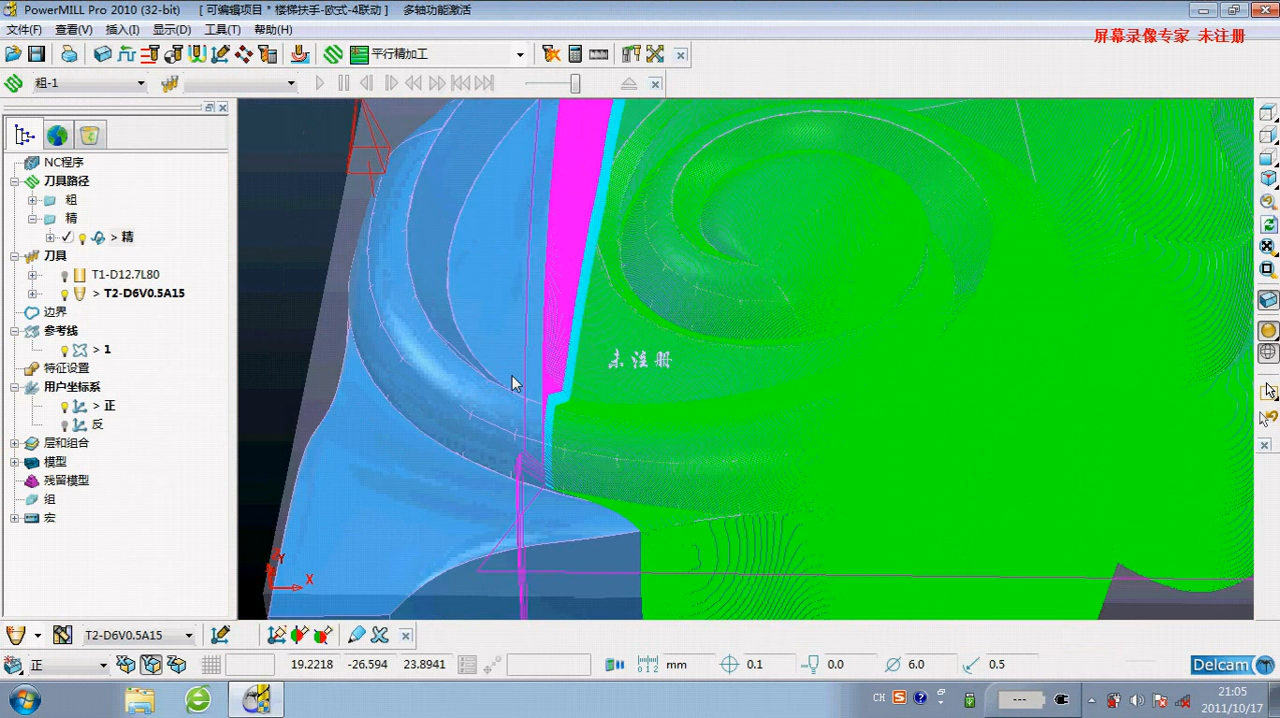 PowerMILL Pro 2010 (32-bit) [ 可编辑项目 * 楼梯扶手-欧式-4联动 ] 多轴功能激活
文件(F) 查看(V) 插入(I) 显示(D) 工具(T) 帮助(H)
屏幕录像专家 未注册
平行精加工
粗-1
NC程序
刀具路径
粗
精
> 精
刀具
T1-D12.7L80
> T2-D6V0.5A15
边界
参考线
> 1
特征设置
用户坐标系
> 正
反
层和组合
模型
残留模型
组
宏
未注册
Y
X
T2-D6V0.5A15
正
19.2218 -26.594 23.8941 mm 0.1 0.0 6.0 0.5
Delcam
CH
21:05
2011/10/17